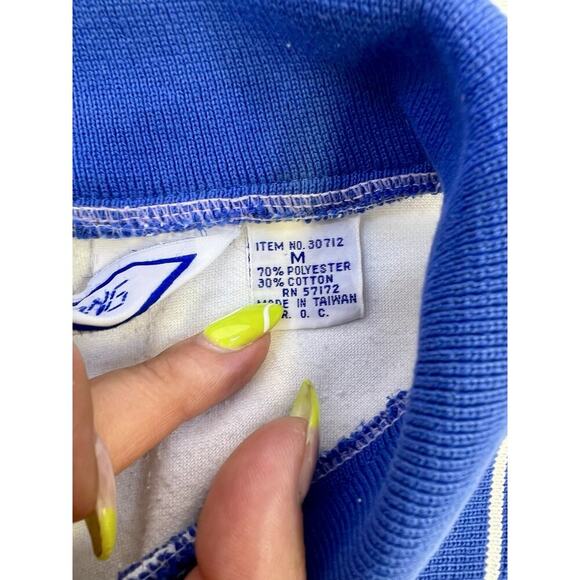 ITEM NO. 30712
M
70% POLYESTER
30% COTTON
RN 57172
MADE IN TAIWAN
R. O. C.